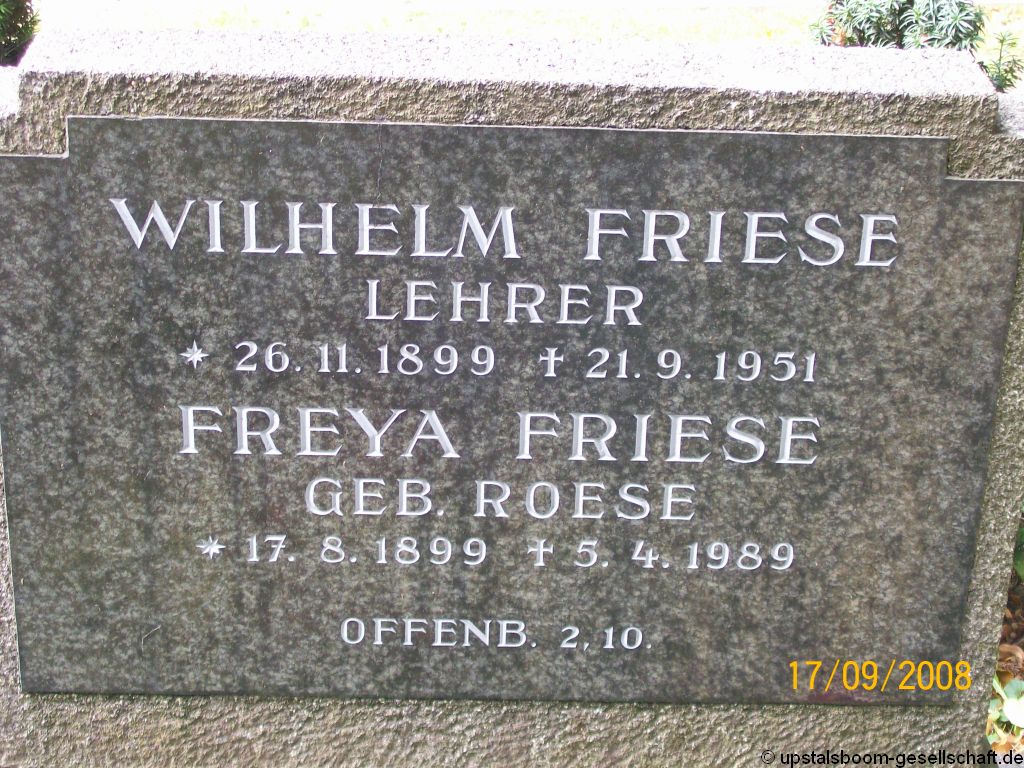 WILHELM FRIESE
LEHRER
* 26. 11. 1899 † 21. 9. 1951
FREYA FRIESE
GEB. ROESE
* 17. 8. 1899 † 5. 4. 1989
OFFENB. 2, 10.
17/09/2008
© upstalsboom-gesellschaft.de